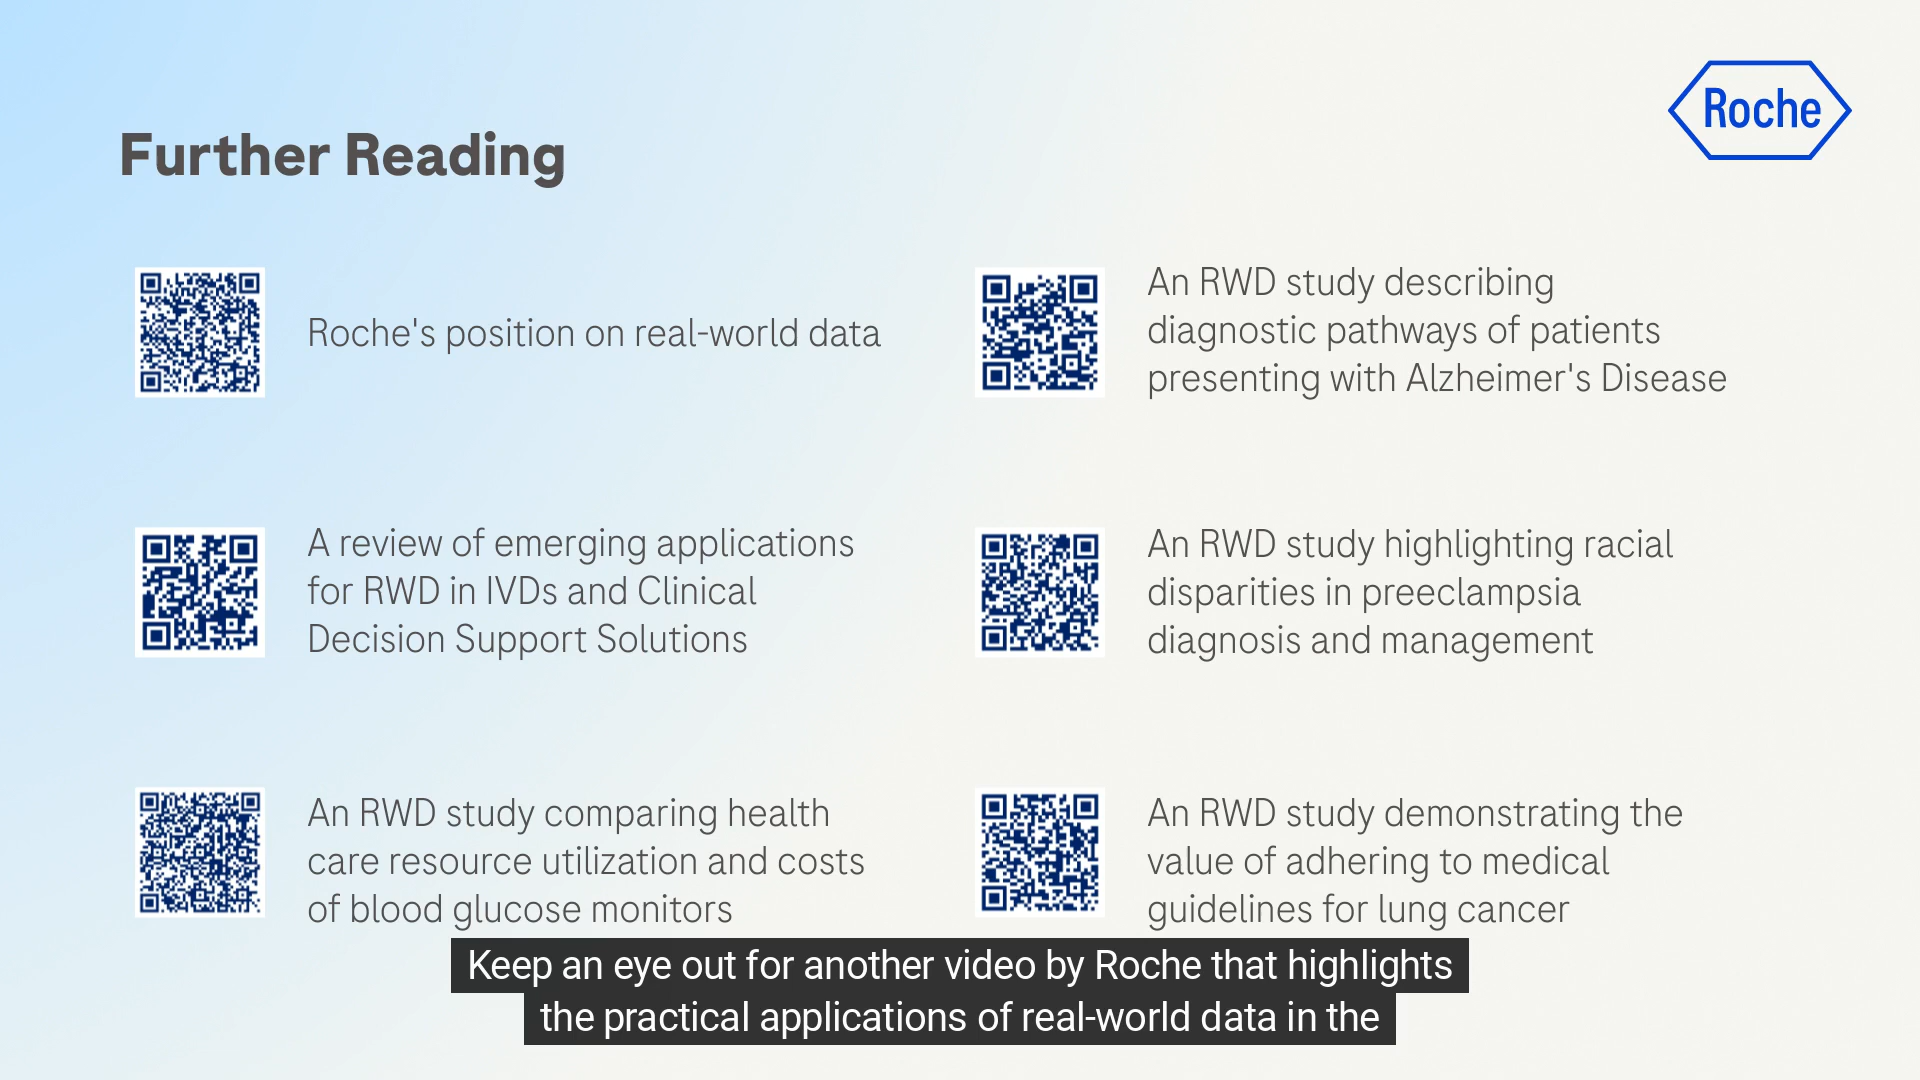 Roche
Further Reading
Roche's position on real-world data
An RWD study describing
diagnostic pathways of patients
presenting with Alzheimer's Disease
A review of emerging applications
for RWD in IVDs and Clinical
Decision Support Solutions
An RWD study highlighting racial
disparities in preeclampsia
diagnosis and management
An RWD study comparing health
care resource utilization and costs
of blood glucose monitors
An RWD study demonstrating the
value of adhering to medical
guidelines for lung cancer
Keep an eye out for another video by Roche that highlights
the practical applications of real-world data in the